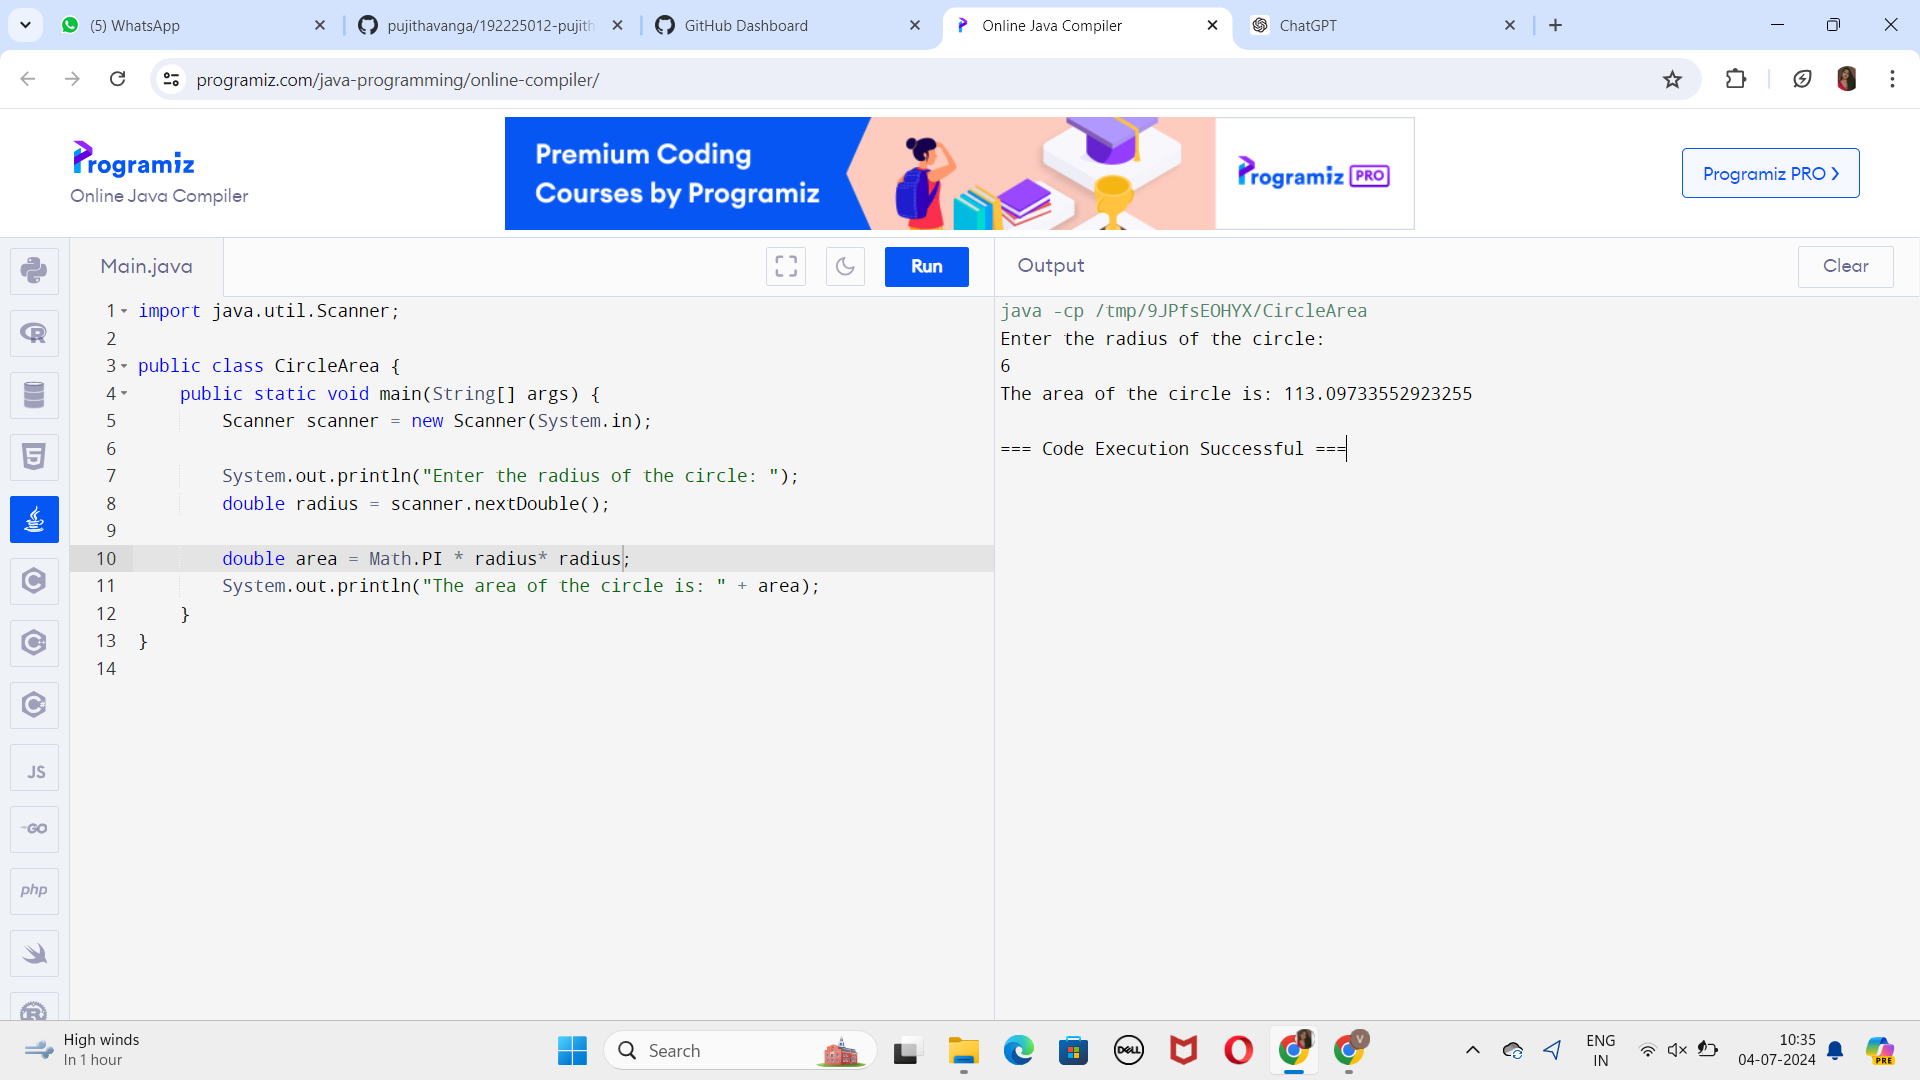 (5) WhatsApp
pujithavanga/192225012-pujith
GitHub Dashboard
Online Java Compiler
ChatGPT
programiz.com/java-programming/online-compiler/
Programiz
Online Java Compiler
Premium Coding
Courses by Programiz
Programiz PRO
Programiz PRO
Main.java
Run
Output
Clear
1 import java.util.Scanner;
2
3 public class CircleArea {
4 public static void main(String[] args) {
5 Scanner scanner = new Scanner(System.in);
6
7 System.out.println("Enter the radius of the circle: ");
8 double radius = scanner.nextDouble();
9
10 double area = Math.PI * radius* radius;
11 System.out.println("The area of the circle is: " + area);
12 }
13 }
14
java -cp /tmp/9JPfsEOHYX/CircleArea
Enter the radius of the circle:
6
The area of the circle is: 113.09733552923255
=== Code Execution Successful ===
R
5
C
C
C
JS
GO
php
R
High winds
In 1 hour
Search
DELL
V
ENG
IN
10:35
04-07-2024
PRE